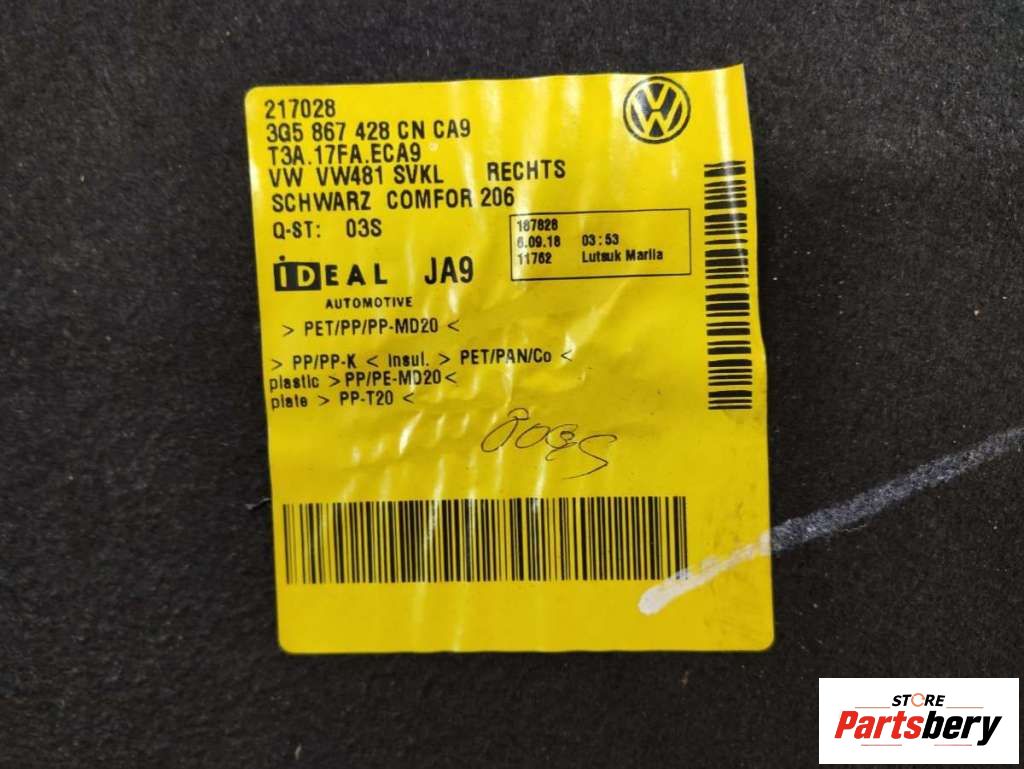 217028
3G5 867 428 CN CA9
T3A.17FA.ECA9
VW VW481 SVKL RECHTS
SCHWARZ COMFOR 206
Q-ST: 03S
187828
6.09.18 03:53
11762 Lutsuk Mariia
iDEAL JA9
AUTOMOTIVE
> PET/PP/PP-MD20 <
> PP/PP-K < insul. > PET/PAN/Co <
plastic > PP/PE-MD20 <
plate > PP-T20 <
STORE
Partsbery